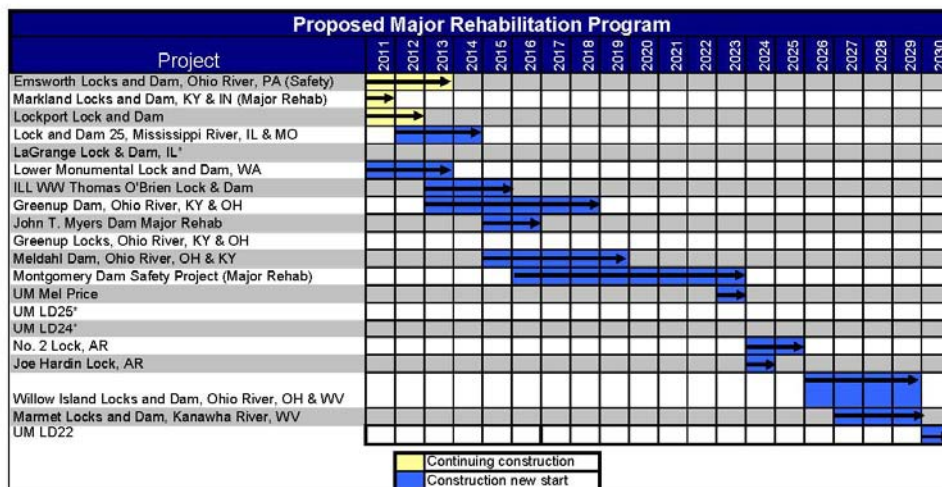 Proposed Major Rehabilitation Program
Project 2011 2012 2013 2014 2015 2016 2017 2018 2019 2020 2021 2022 2023 2024 2025 2026 2027 2028 2029 2030
Emsworth Locks and Dam, Ohio River, PA (Safety)
Markland Locks and Dam, KY & IN (Major Rehab)
Lockport Lock and Dam
Lock and Dam 25, Mississippi River, IL & MO
LaGrange Lock & Dam, IL*
Lower Monumental Lock and Dam, WA
ILL WW Thomas O'Brien Lock & Dam
Greenup Dam, Ohio River, KY & OH
John T. Myers Dam Major Rehab
Greenup Locks, Ohio River, KY & OH
Meldahl Dam, Ohio River, OH & KY
Montgomery Dam Safety Project (Major Rehab)
UM Mel Price
UM LD25*
UM LD24*
No. 2 Lock, AR
Joe Hardin Lock, AR
Willow Island Locks and Dam, Ohio River, OH & WV
Marmet Locks and Dam, Kanawha River, WV
UM LD22
Continuing construction
Construction new start